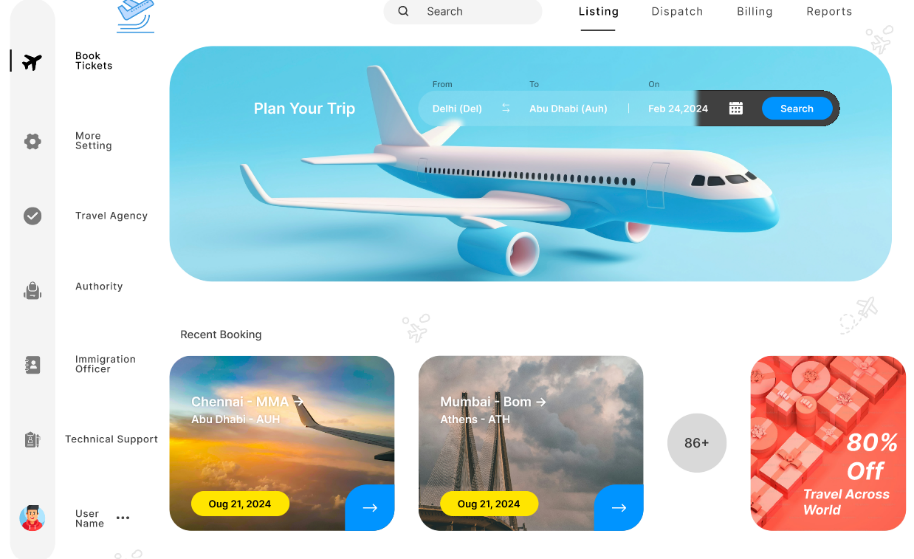 Search
Listing
Dispatch
Billing
Reports
Book
Tickets
More
Setting
Travel Agency
Authority
Immigration
Officer
Technical Support
User
Name
Plan Your Trip
From
To
On
Delhi (Del)
Abu Dhabi (Auh)
Feb 24,2024
Search
Recent Booking
Chennai - MMA →
Abu Dhabi - AUH
Oug 21, 2024
Mumbai - Bom →
Athens - ATH
Oug 21, 2024
86+
80%
Off
Travel Across
World